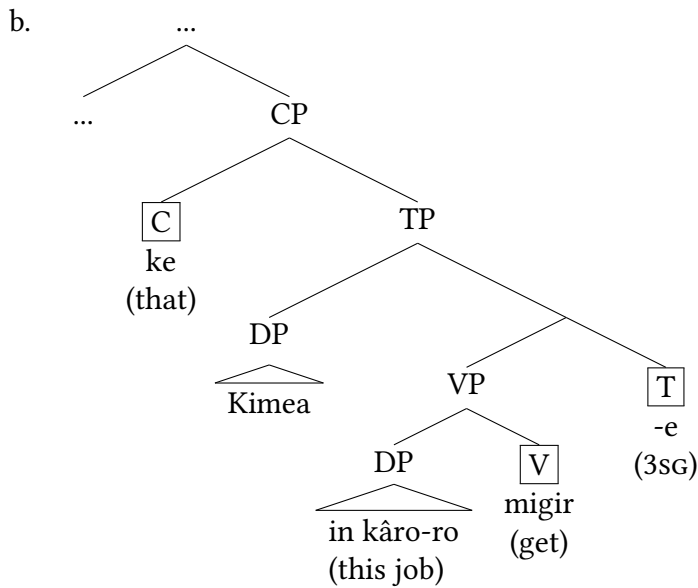 b.
...
... CP
C TP
ke
(that)
DP
Kimea VP T
-e
(3SG)
DP V
in kâro-ro migir
(this job) (get)